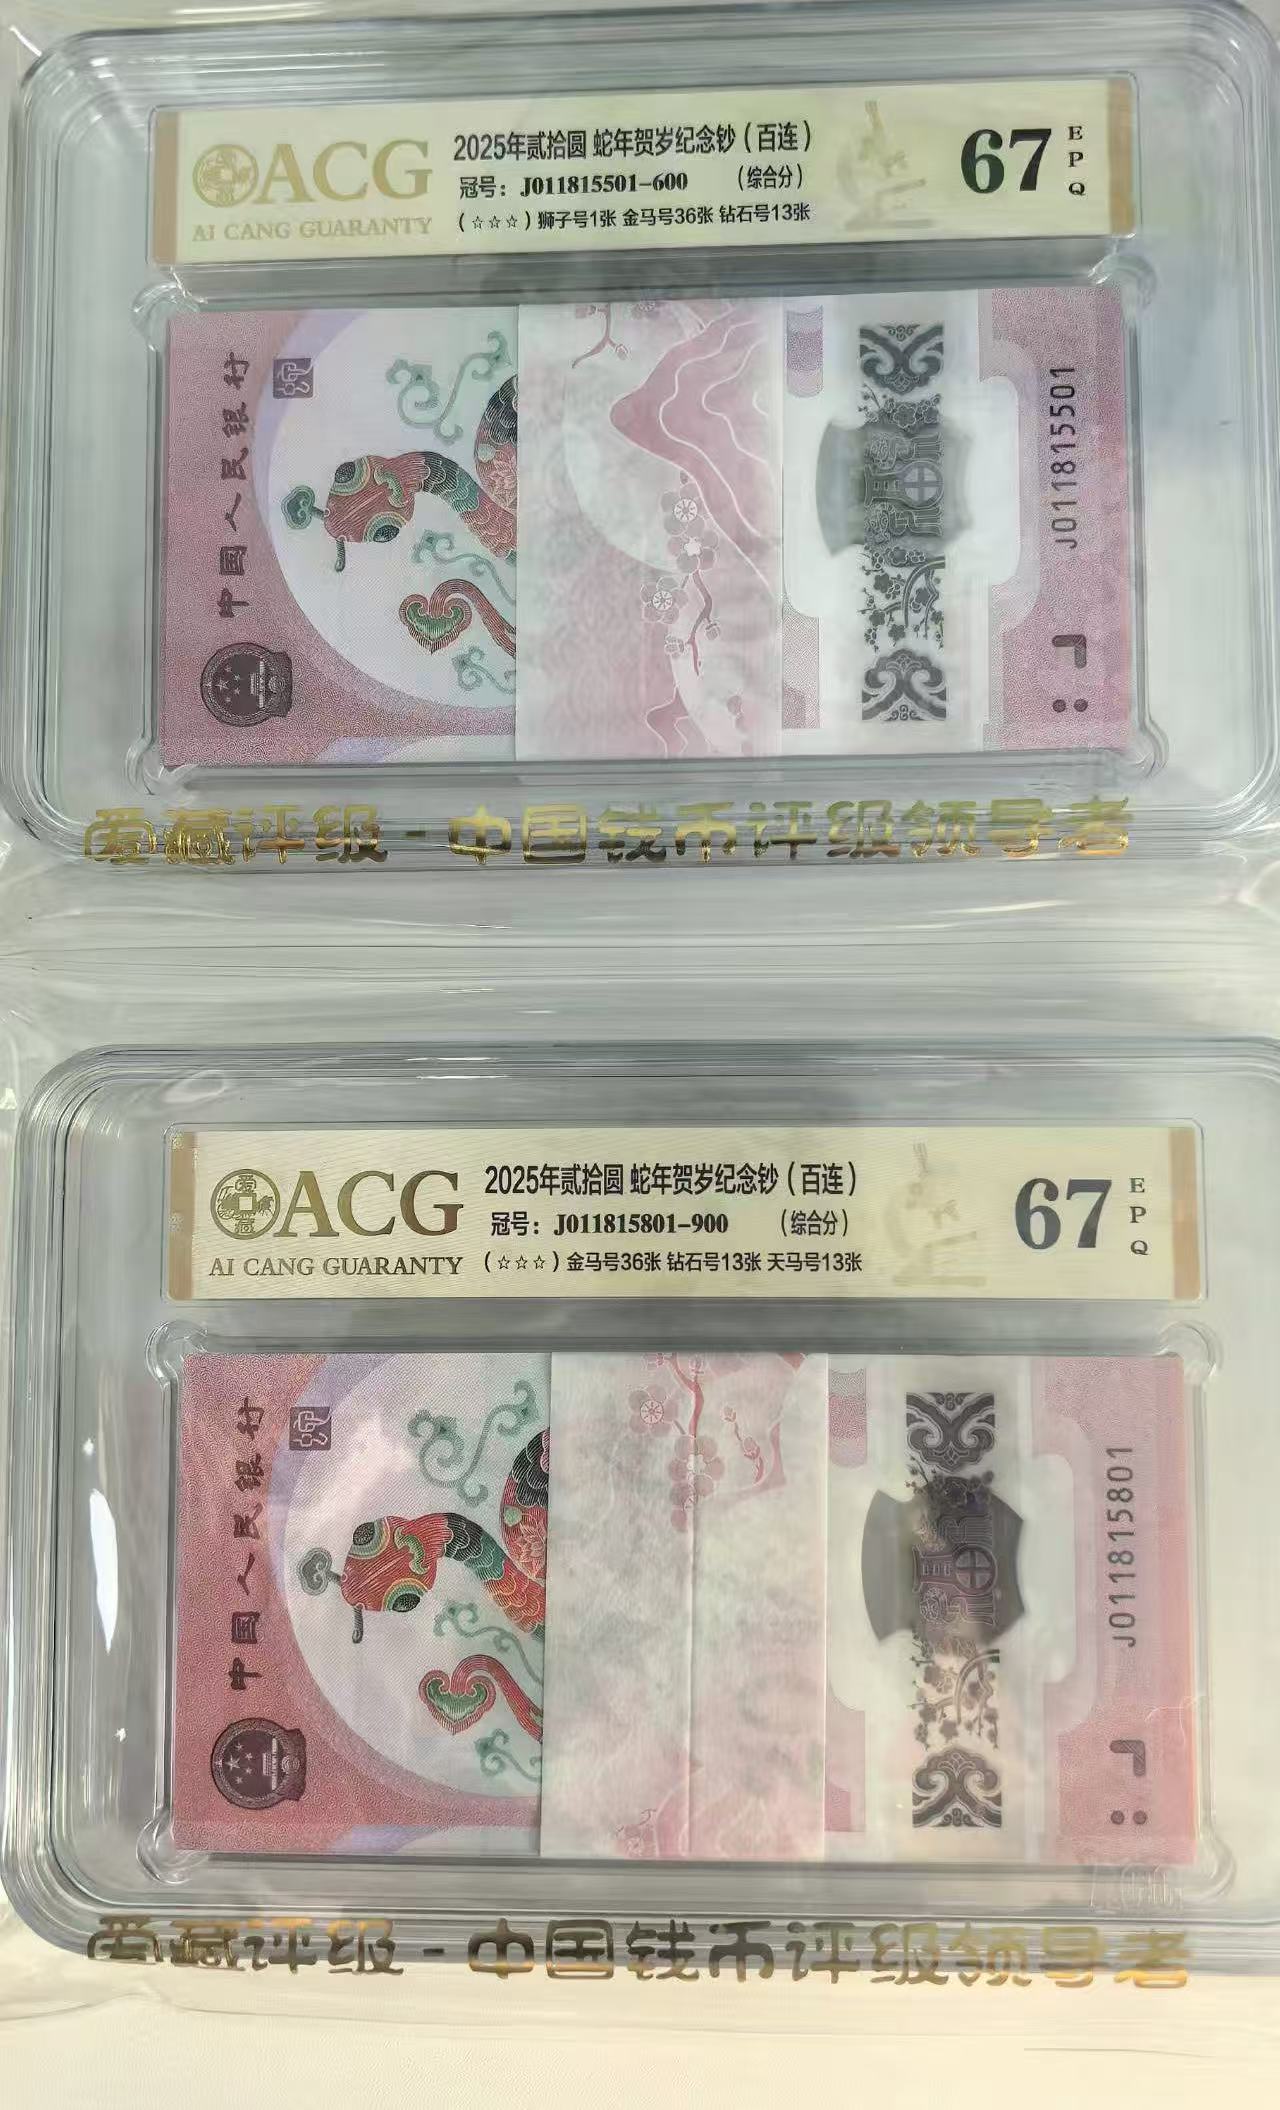 ACG
AI CANG GUARANTY
2025年贰拾圆 蛇年贺岁纪念钞（百连）
冠号：J011815501-600 （综合分）
（☆☆☆）狮子号1张 金马号36张 钻石号13张
67
EPQ
中国人民银行
J011815501
爱藏评级-中国钱币评级领导者
爱藏
ACG
AI CANG GUARANTY
2025年贰拾圆 蛇年贺岁纪念钞（百连）
冠号：J011815801-900 （综合分）
（☆☆☆）金马号36张 钻石号13张 天马号13张
67
EPQ
中国人民银行
J011815801
ACG
爱藏评级-中国钱币评级领导者